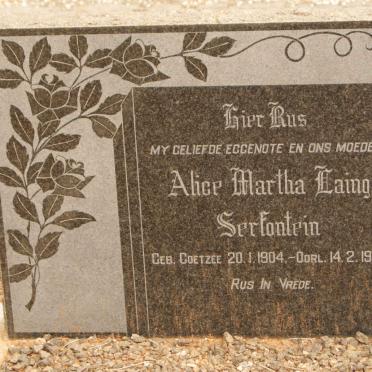 Hier Rus
MY GELIEFDE EGGENOTE EN ONS MOEDER
Alice Martha Laing
Serfontein
GEB. COETZEE 20.1.1904.-OORL. 14.2.19
RUS IN VREDE.